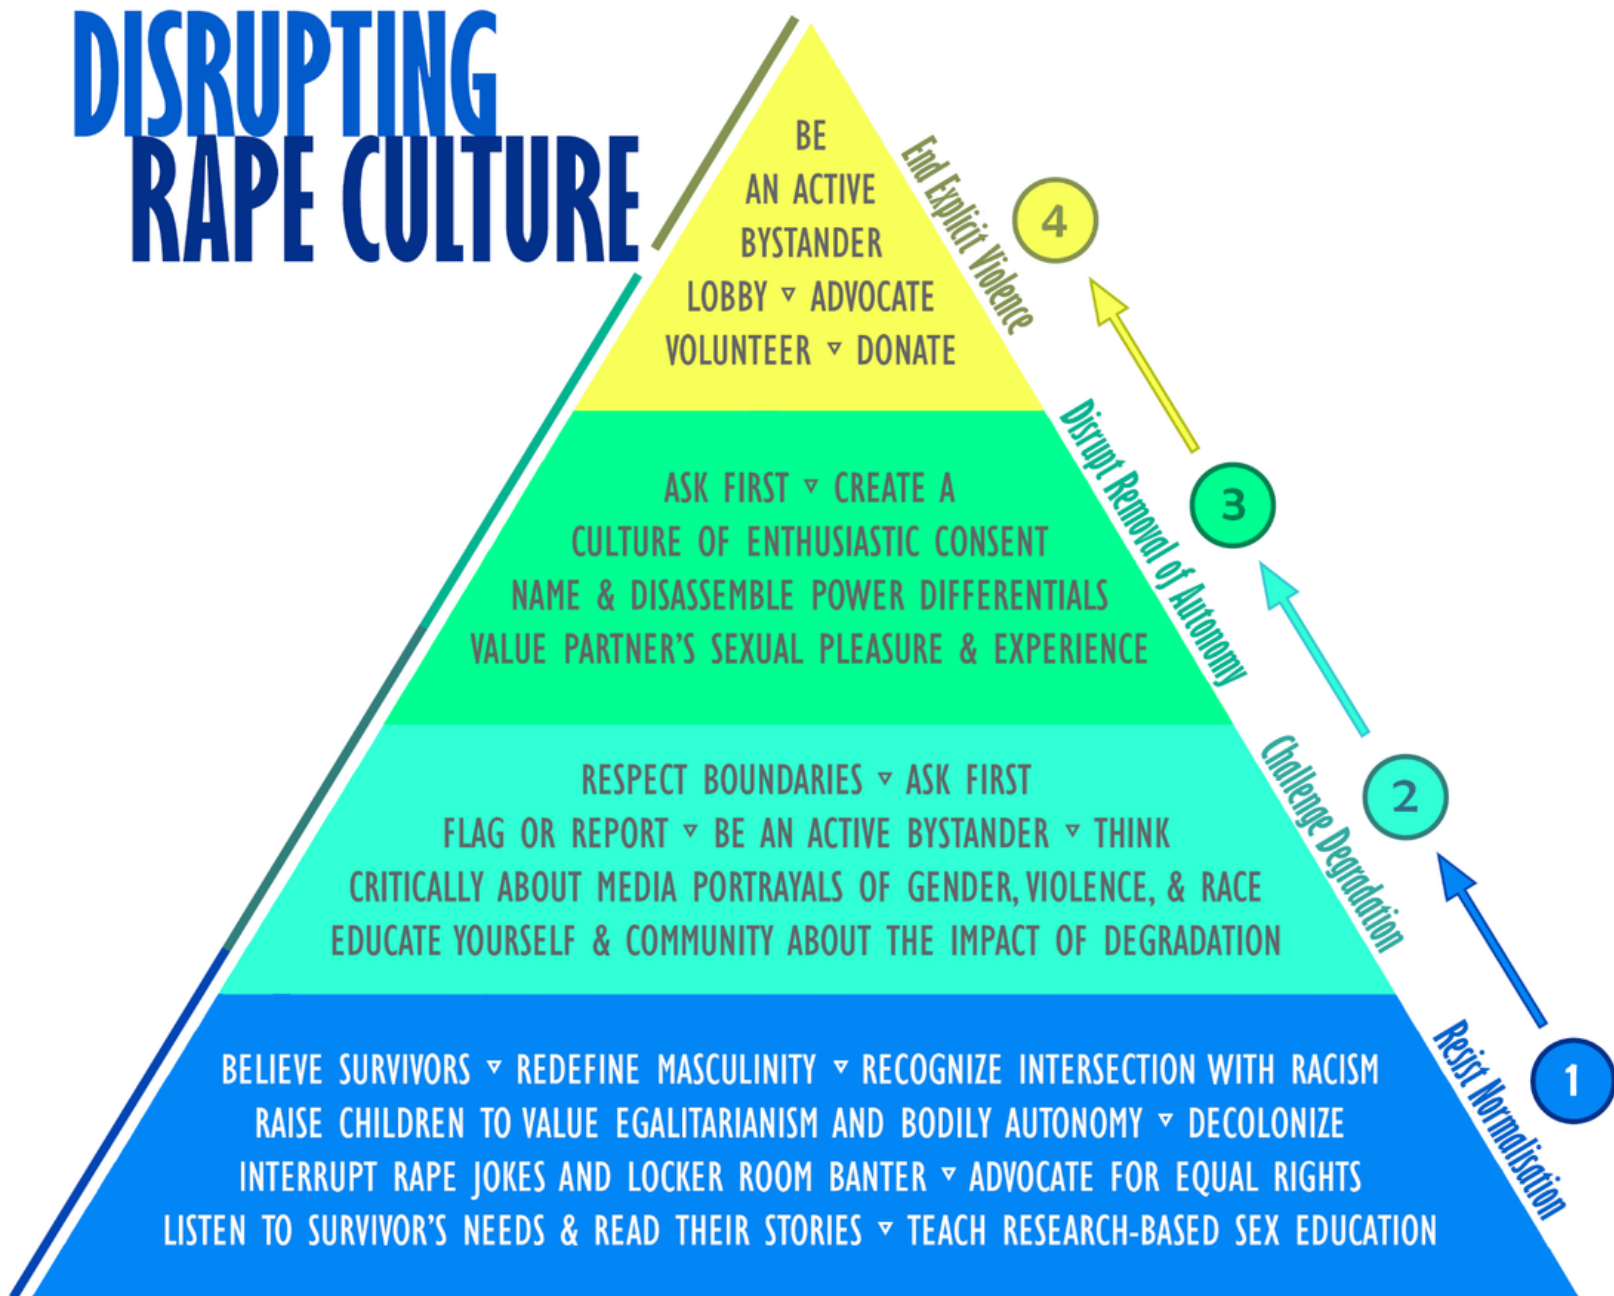 DISRUPTING
RAPE CULTURE
BE
AN ACTIVE
BYSTANDER
LOBBY ▿ ADVOCATE
VOLUNTEER ▿ DONATE
End Explicit Violence
4
ASK FIRST ▿ CREATE A
CULTURE OF ENTHUSIASTIC CONSENT
NAME & DISASSEMBLE POWER DIFFERENTIALS
VALUE PARTNER'S SEXUAL PLEASURE & EXPERIENCE
Disrupt Removal of Autonomy
3
RESPECT BOUNDARIES ▿ ASK FIRST
FLAG OR REPORT ▿ BE AN ACTIVE BYSTANDER ▿ THINK
CRITICALLY ABOUT MEDIA PORTRAYALS OF GENDER, VIOLENCE, & RACE
EDUCATE YOURSELF & COMMUNITY ABOUT THE IMPACT OF DEGRADATION
Challenge Degradation
2
BELIEVE SURVIVORS ▿ REDEFINE MASCULINITY ▿ RECOGNIZE INTERSECTION WITH RACISM
RAISE CHILDREN TO VALUE EGALITARIANISM AND BODILY AUTONOMY ▿ DECOLONIZE
INTERRUPT RAPE JOKES AND LOCKER ROOM BANTER ▿ ADVOCATE FOR EQUAL RIGHTS
LISTEN TO SURVIVOR'S NEEDS & READ THEIR STORIES ▿ TEACH RESEARCH-BASED SEX EDUCATION
Resist Normalisation
1